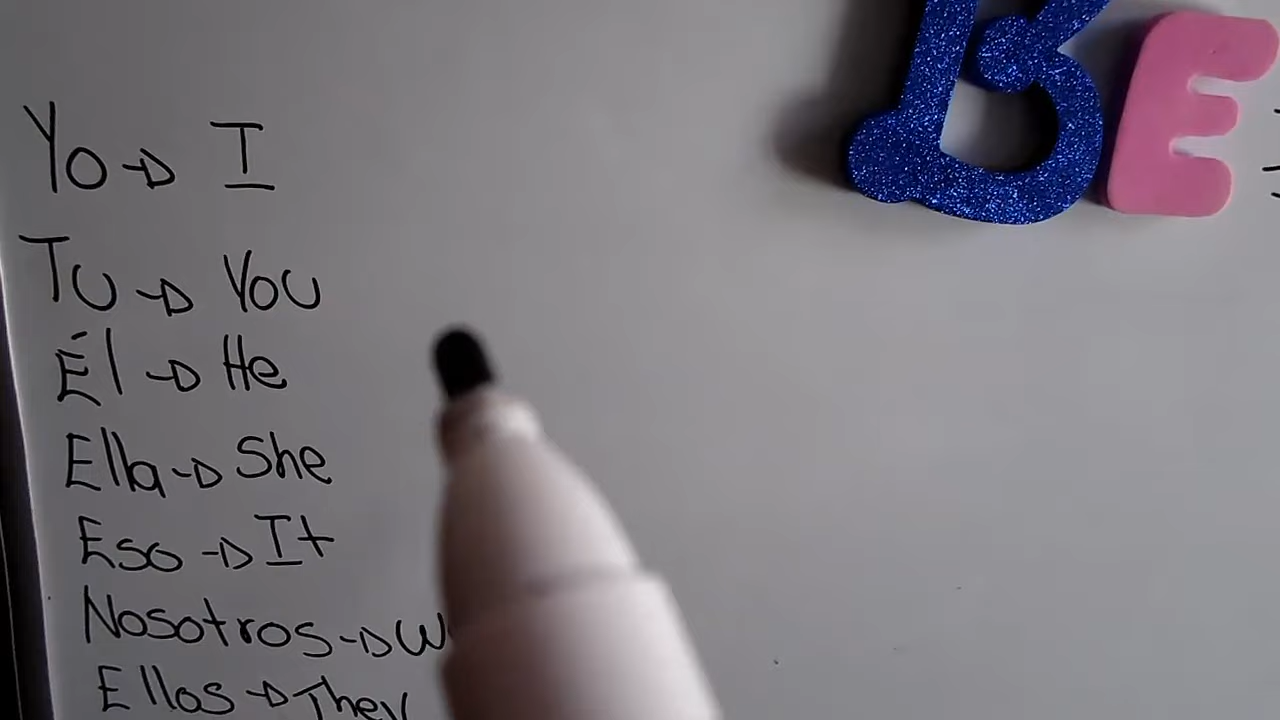 BE
Yo → I
Tu → You
Él → He
Ella → She
Eso → It
Nosotros → W
Ellos → They